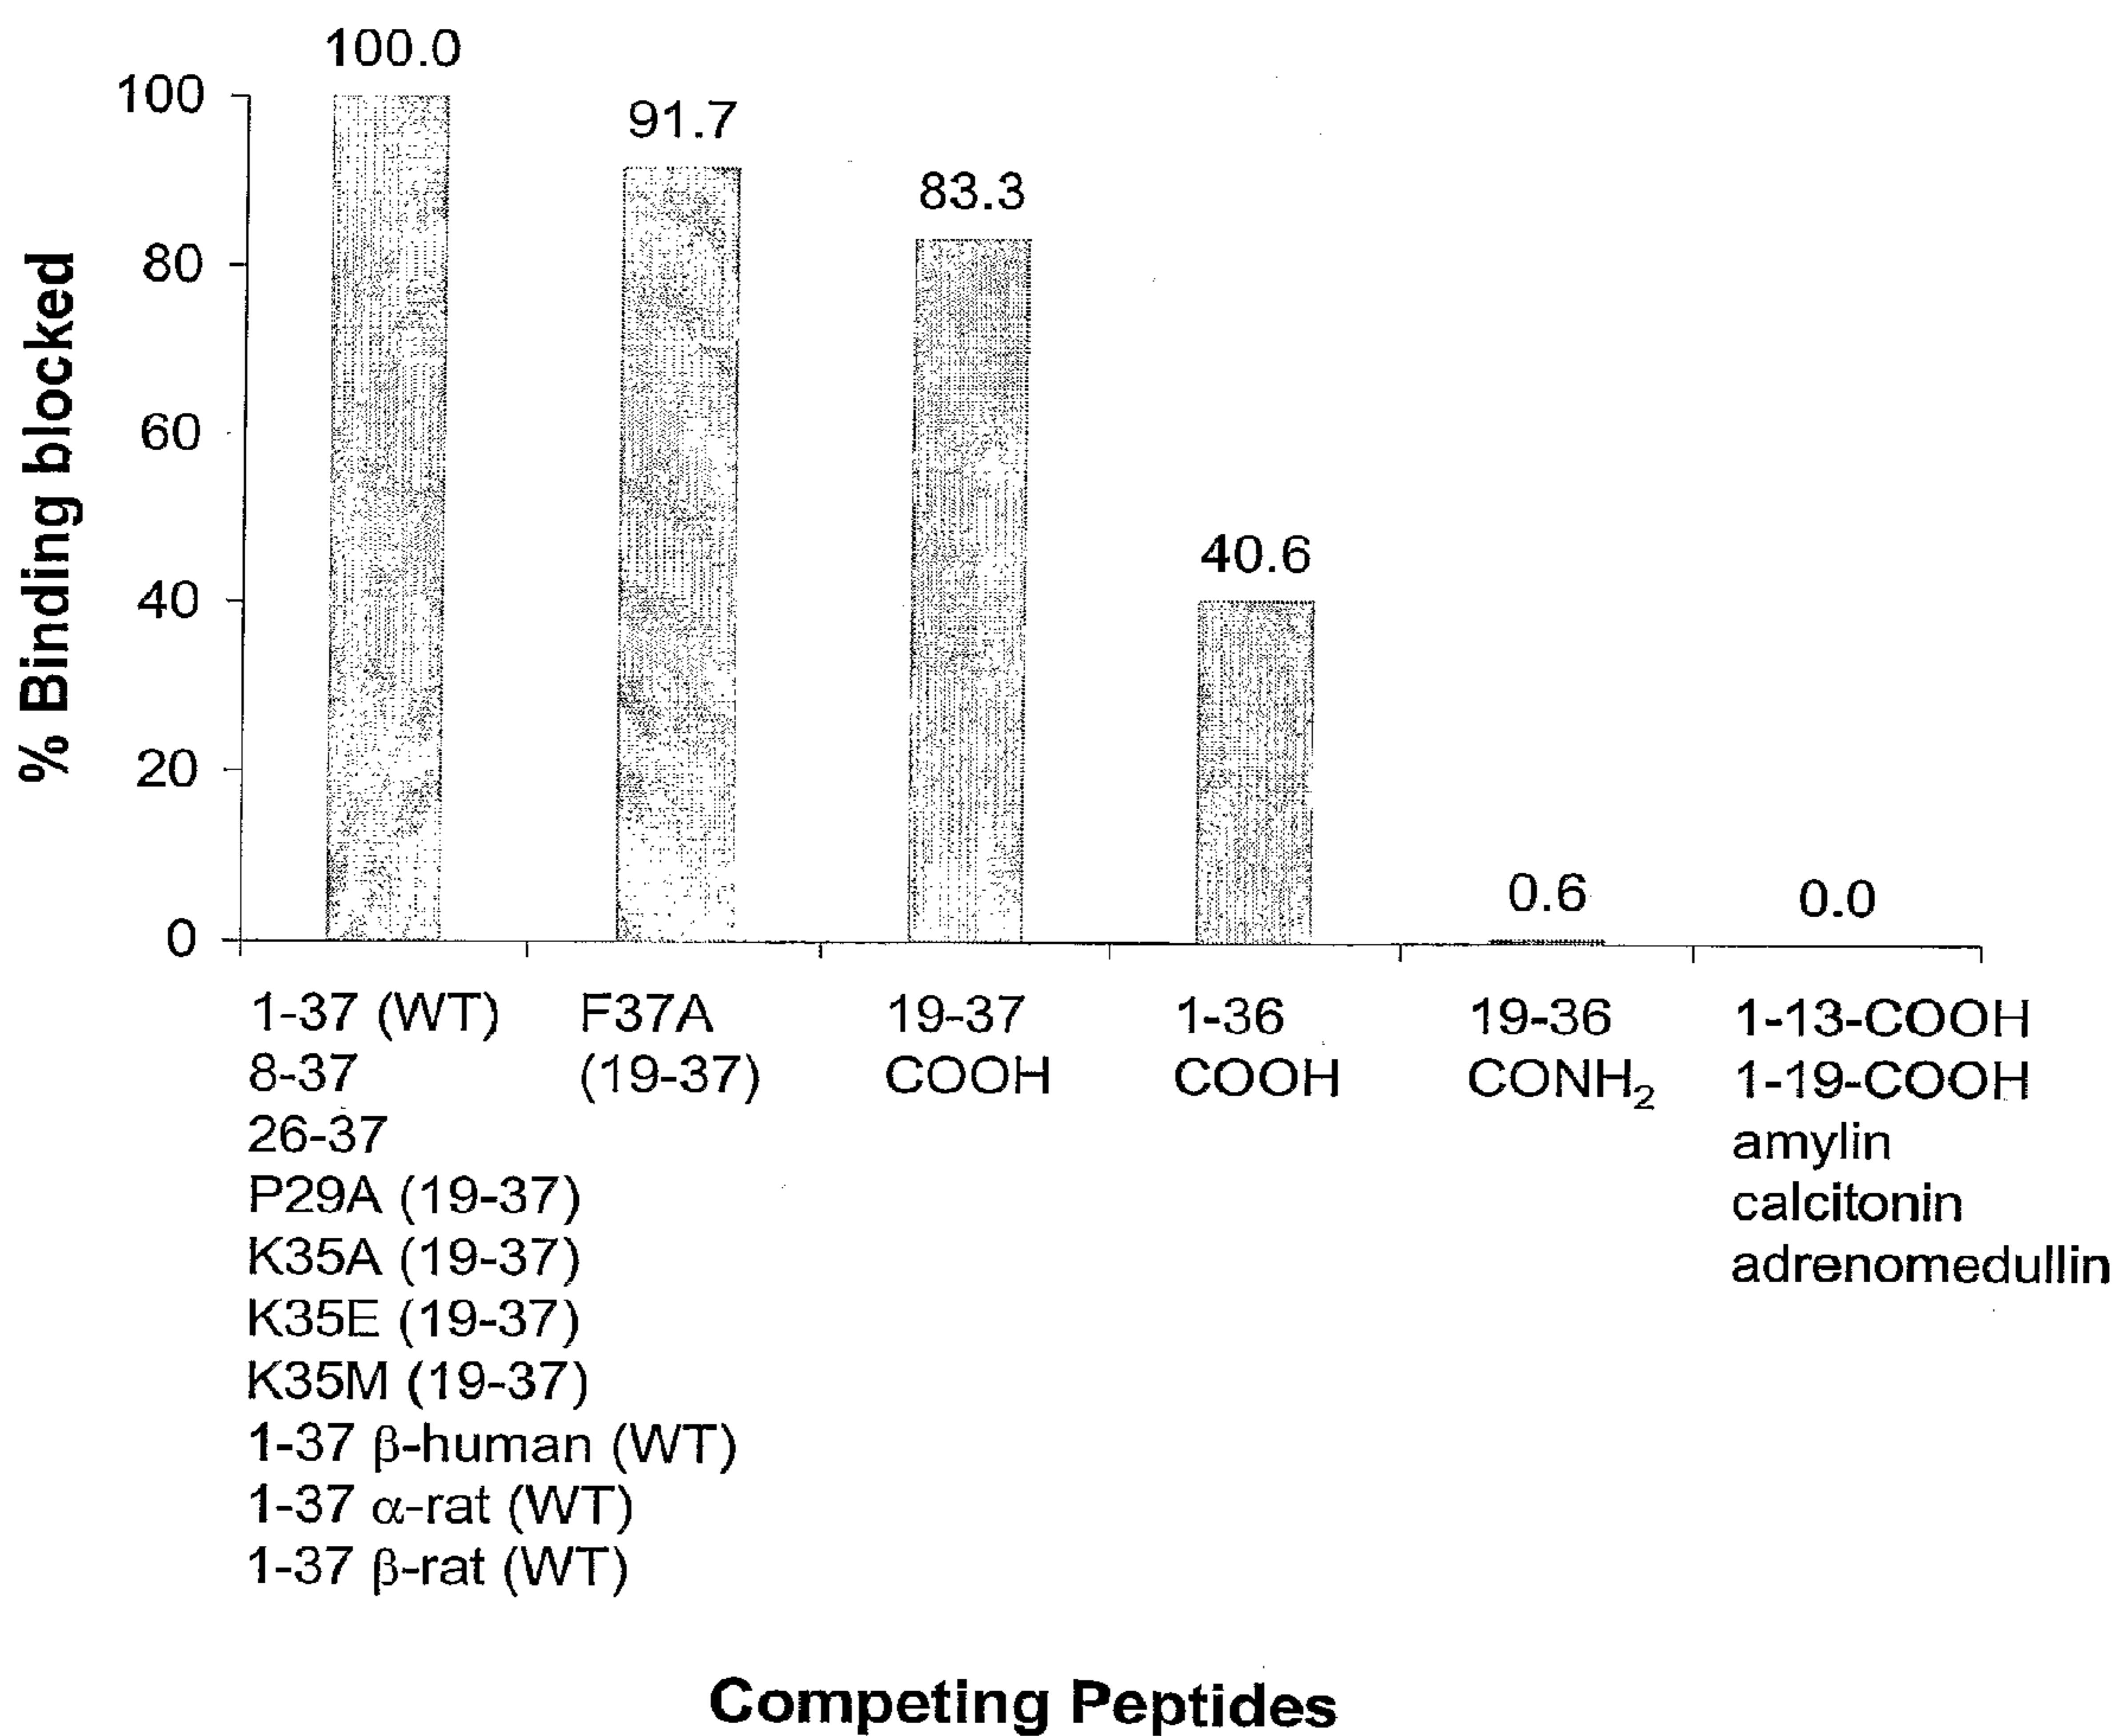 100.0
91.7
83.3
40.6
0.6
0.0
100
80
60
40
20
0
% Binding blocked
1-37 (WT)
8-37
26-37
P29A (19-37)
K35A (19-37)
K35E (19-37)
K35M (19-37)
1-37 β-human (WT)
1-37 α-rat (WT)
1-37 β-rat (WT)
F37A
(19-37)
19-37
COOH
1-36
COOH
19-36
CONH₂
1-13-COOH
1-19-COOH
amylin
calcitonin
adrenomedullin
Competing Peptides